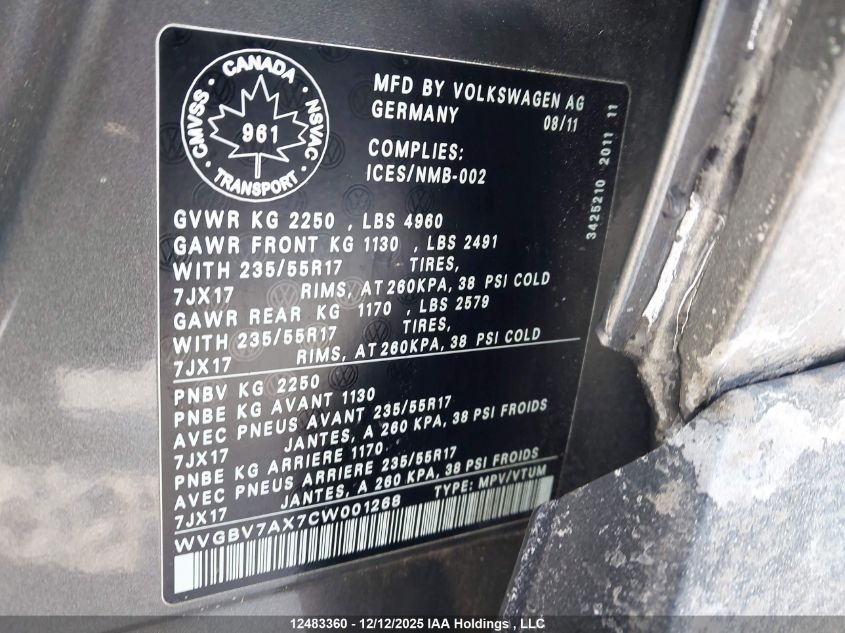 CANADA
CMVSS
NSVAC
961
TRANSPORT
MFD BY VOLKSWAGEN AG
GERMANY 08/11
COMPLIES:
ICES/NMB-002
3425210 2011 11
GVWR KG 2250 , LBS 4960
GAWR FRONT KG 1130 , LBS 2491
WITH 235/55R17 TIRES,
7JX17 RIMS, AT 260KPA, 38 PSI COLD
GAWR REAR KG 1170 , LBS 2579
WITH 235/55R17 TIRES,
7JX17 RIMS, AT 260KPA, 38 PSI COLD
PNBV KG 2250
PNBE KG AVANT 1130
AVEC PNEUS AVANT 235/55R17
7JX17 JANTES, A 260 KPA, 38 PSI FROIDS
PNBE KG ARRIERE 1170
AVEC PNEUS ARRIERE 235/55R17
7JX17 JANTES, A 260 KPA, 38 PSI FROIDS
WVGBV7AX7CW001268 TYPE: MPV/VTUM
12483360 - 12/12/2025 IAA Holdings , LLC